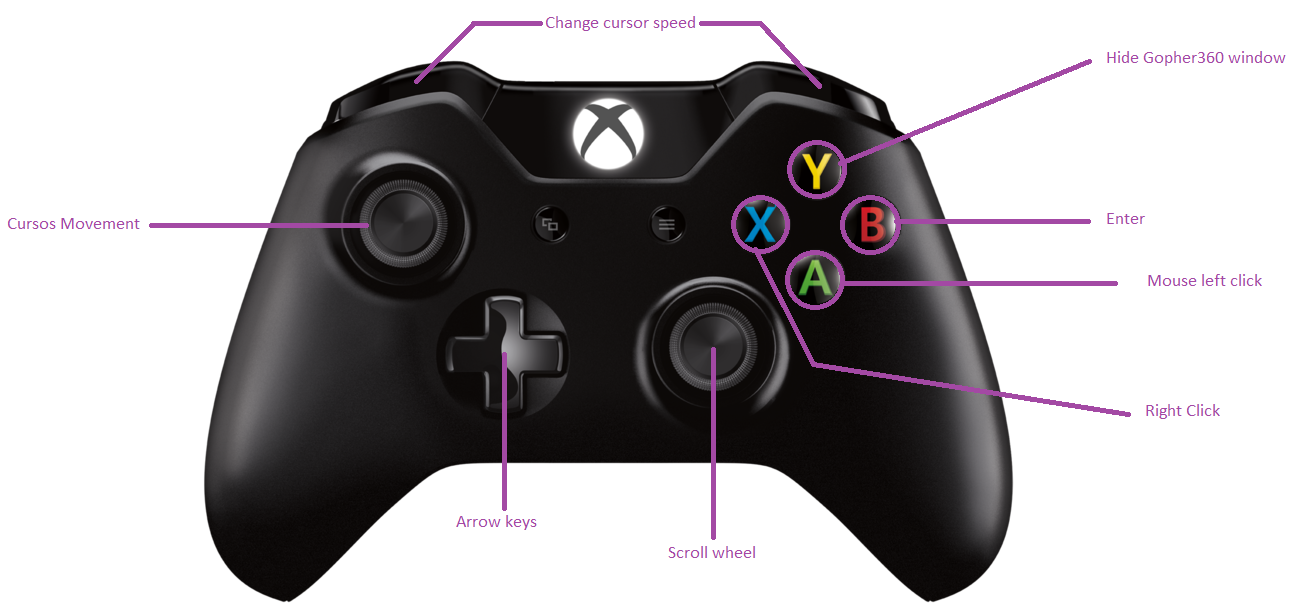 Change cursor speed
Hide Gopher360 window
Y
Cursos Movement
X
B
Enter
A
Mouse left click
Right Click
Arrow keys
Scroll wheel